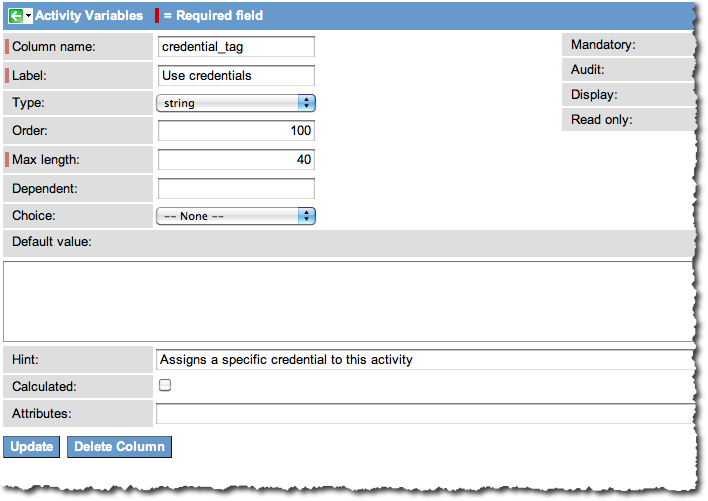 Activity Variables = Required field
Column name: credential_tag Mandatory:
Label: Use credentials Audit:
Type: string Display:
Order: 100 Read only:
Max length: 40
Dependent:
Choice: -- None --
Default value:
Hint: Assigns a specific credential to this activity
Calculated:
Attributes:
Update Delete Column